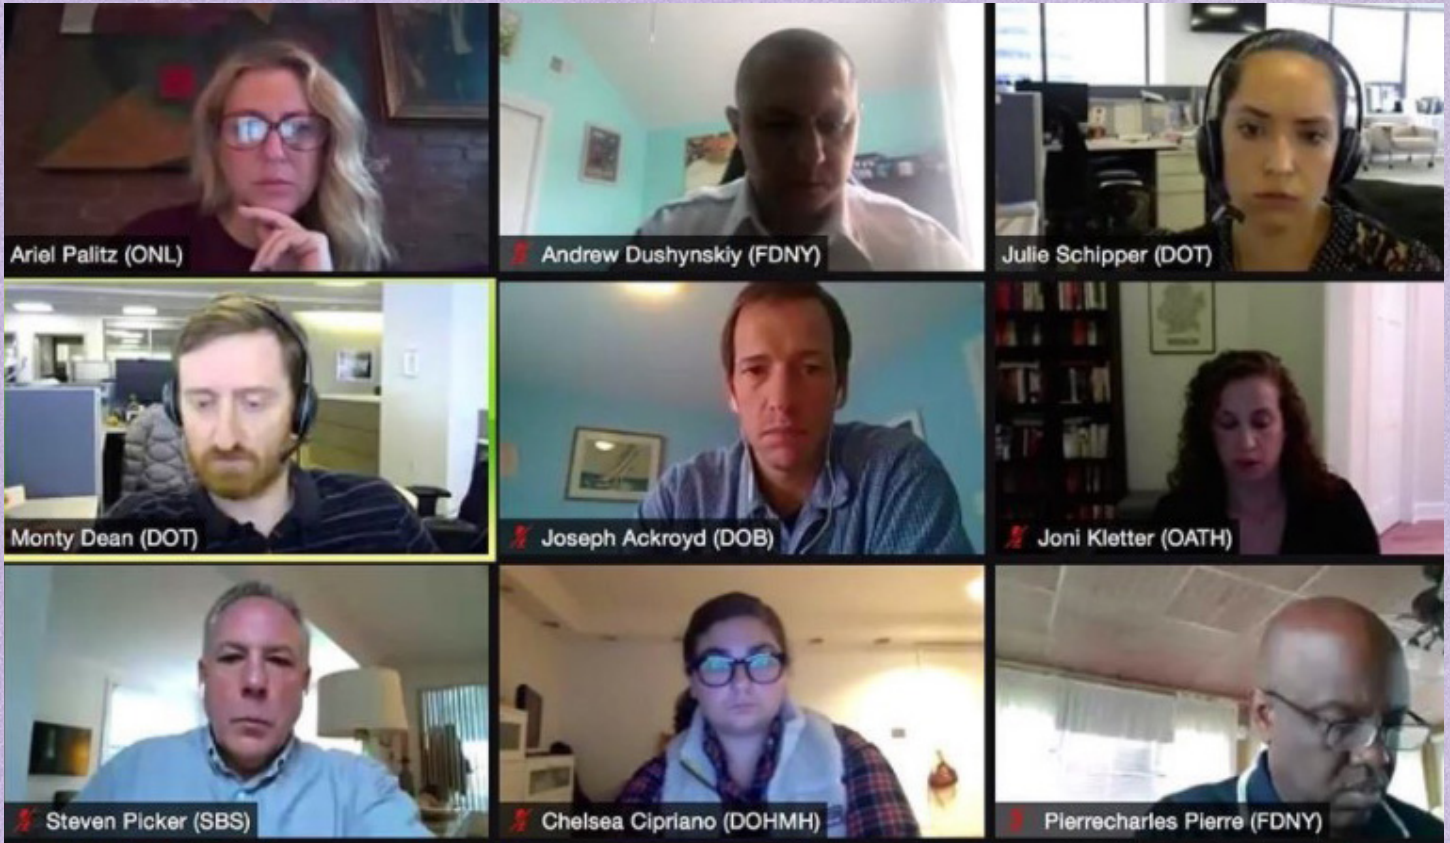 Ariel Palitz (ONL)
Andrew Dushynskiy (FDNY)
Julie Schipper (DOT)
Monty Dean (DOT)
Joseph Ackroyd (DOB)
Joni Kletter (OATH)
Steven Picker (SBS)
Chelsea Cipriano (DOHMH)
Pierrecharles Pierre (FDNY)